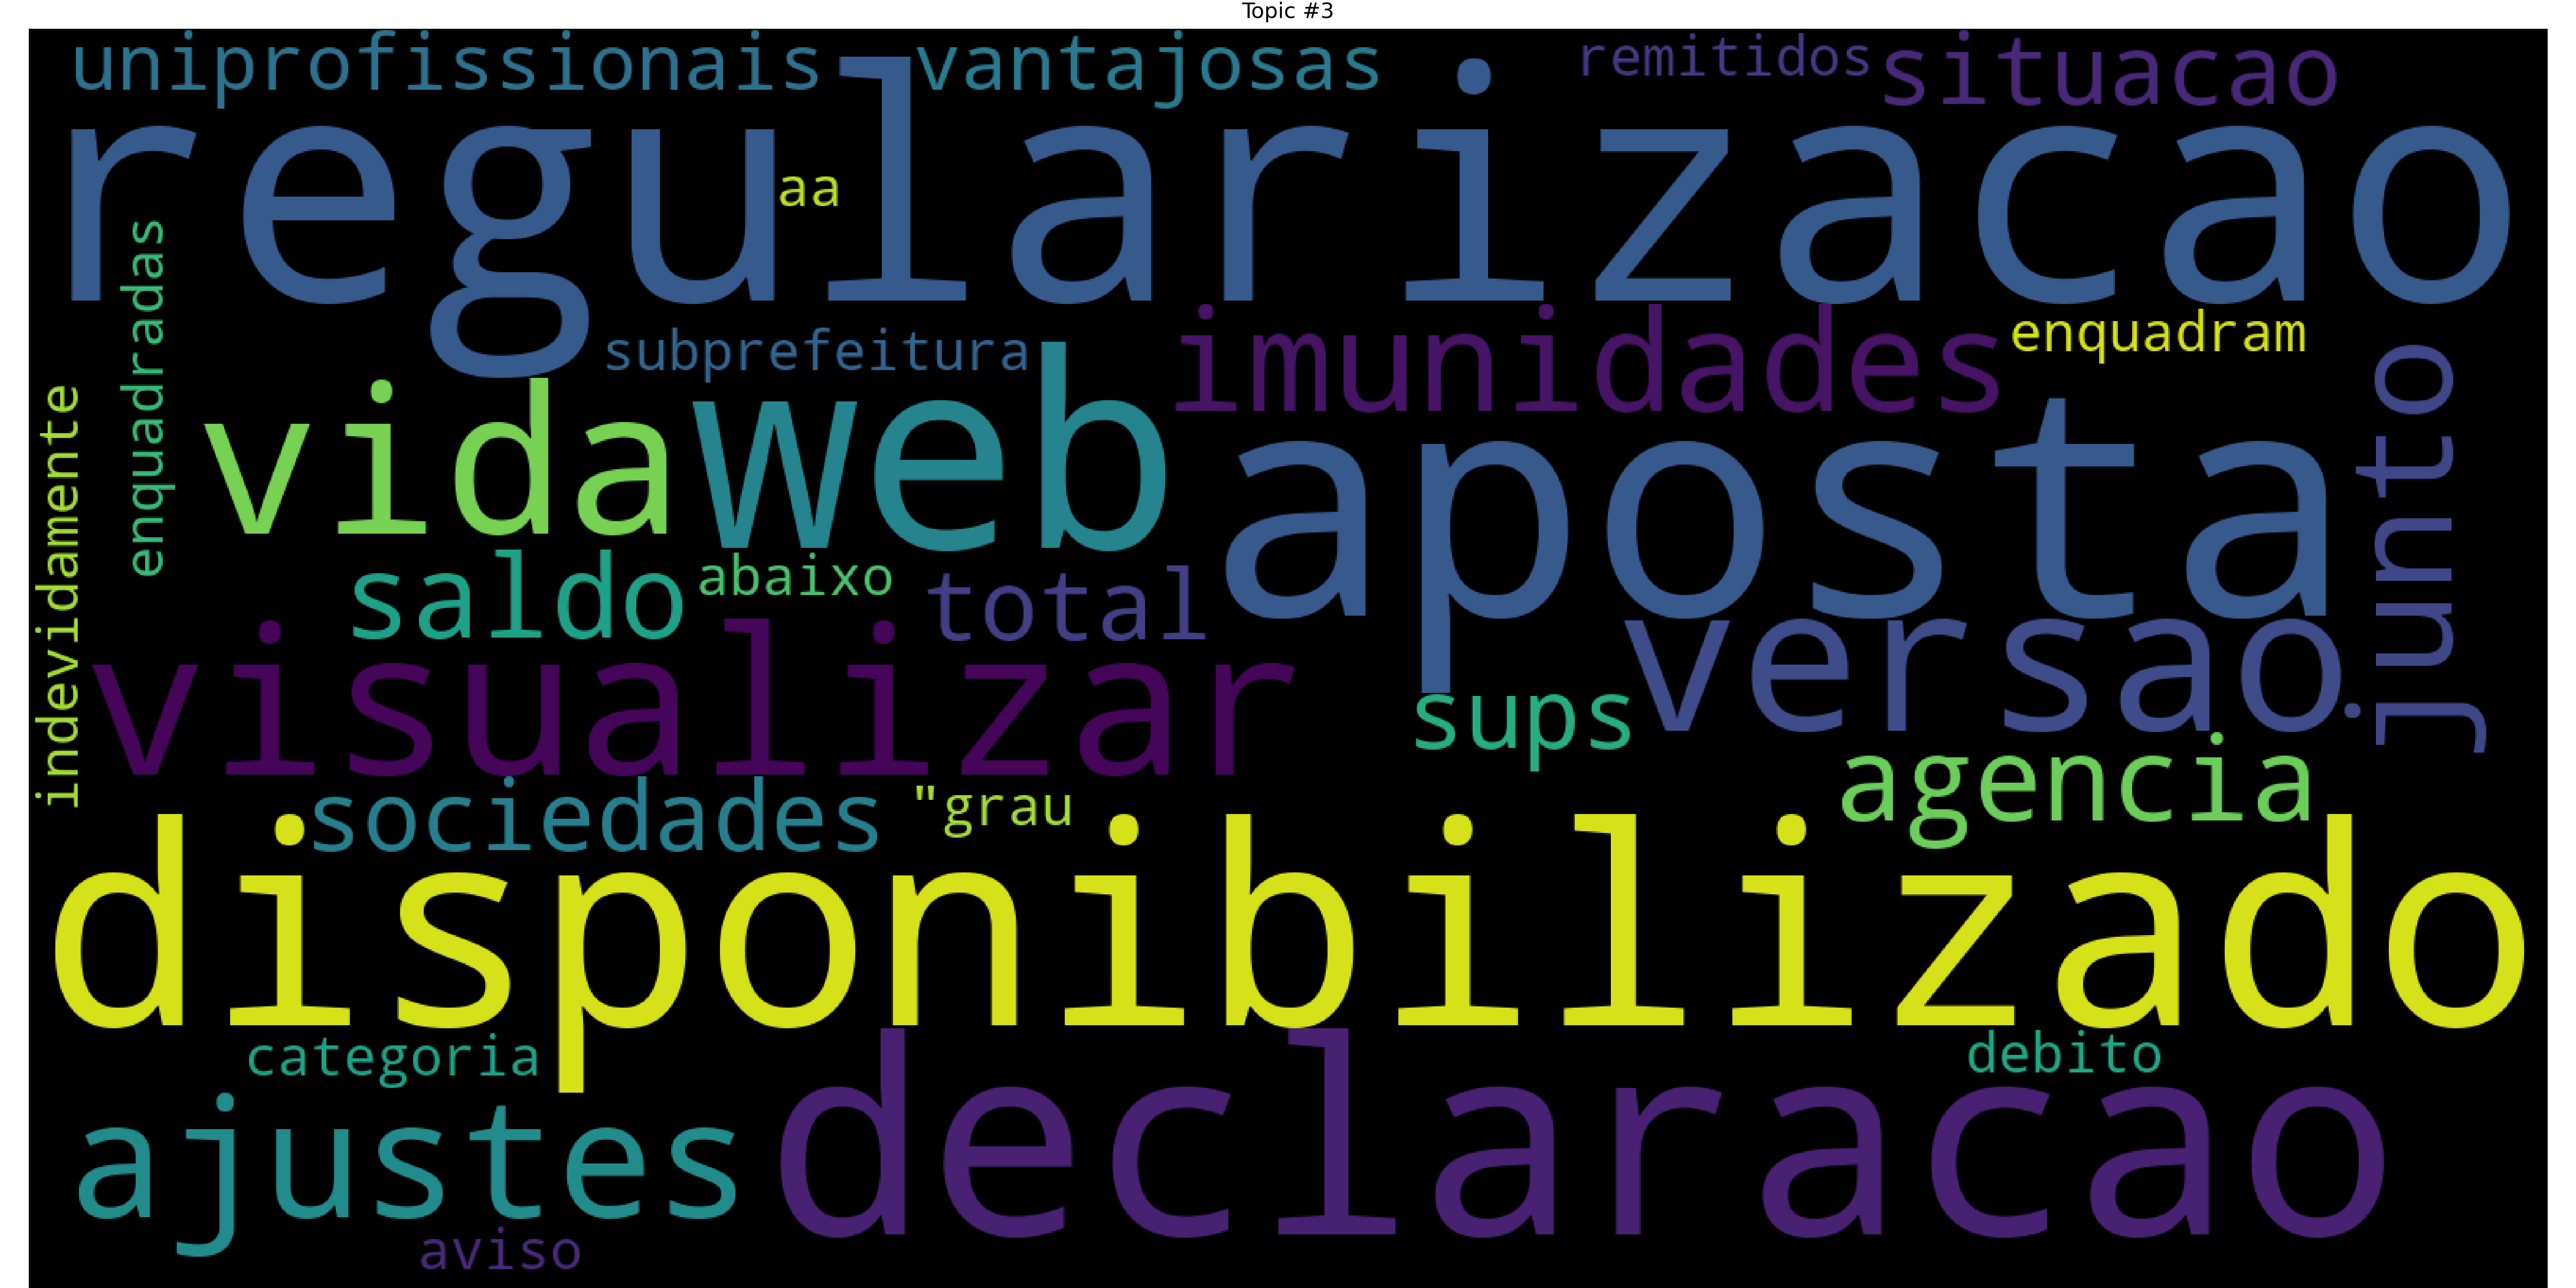 Topic #3
uniprofissionais vantajosas remitidos situacao
regularizacao
aa
enquadradas
subprefeitura imunidades enquadram
indevidamente
vida web aposta junto
saldo abaixo total
visualizar sups versao
sociedades "grau agencia
disponibilizado
categoria declaracao debito
ajustes
aviso